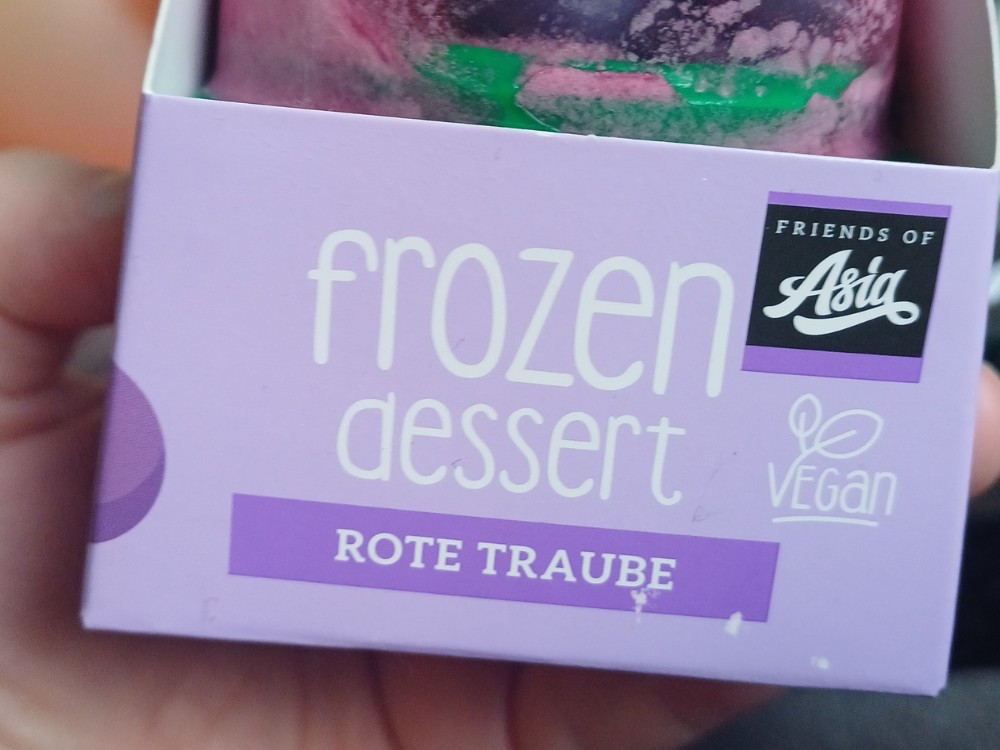 FRIENDS OF
Asia
frozen
dessert
VEGan
ROTE TRAUBE